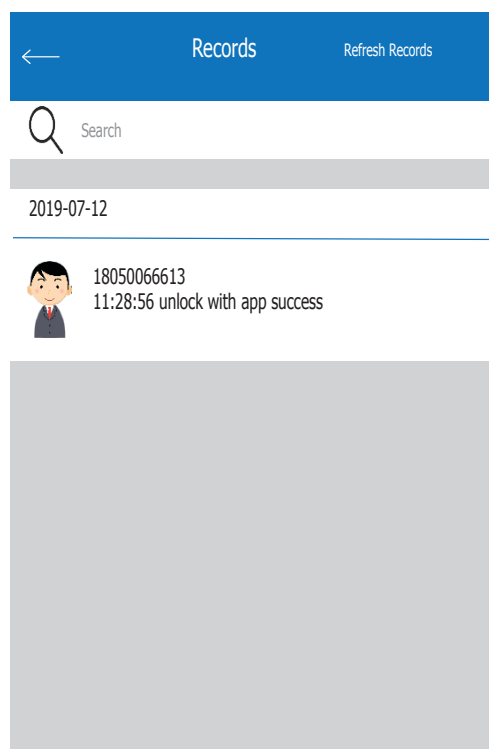 Records
Refresh Records
Search
2019-07-12
18050066613
11:28:56 unlock with app success